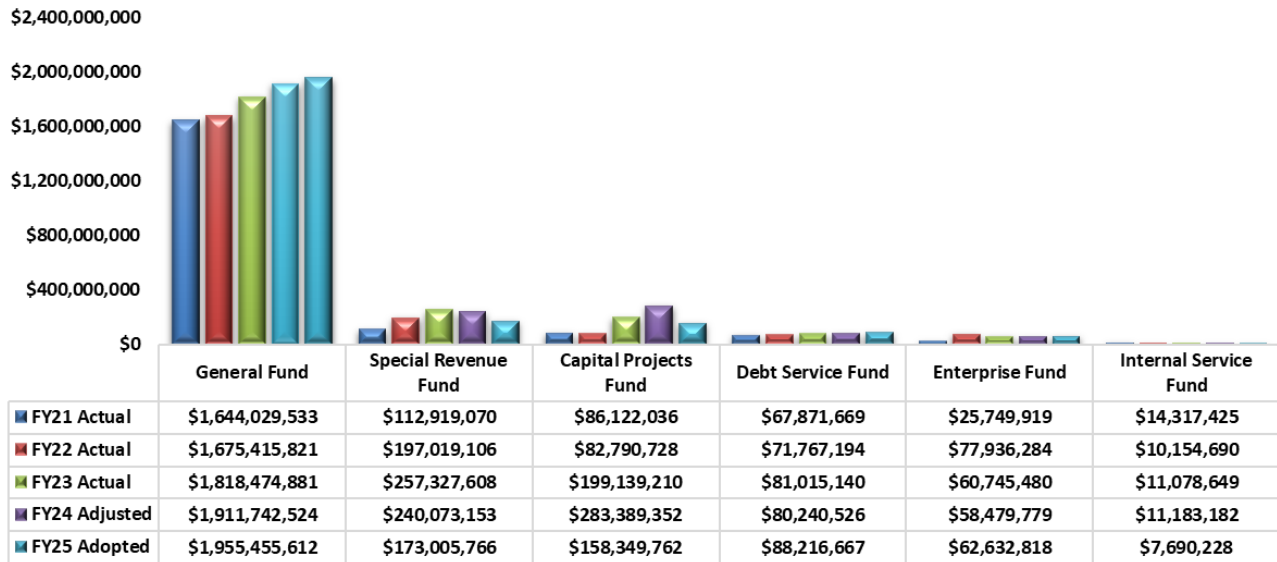 $2,400,000,000
$2,000,000,000
$1,600,000,000
$1,200,000,000
$800,000,000
$400,000,000
$0
General Fund
Special Revenue
Fund
Capital Projects
Fund
Debt Service Fund
Enterprise Fund
Internal Service
Fund
FY21 Actual $1,644,029,533 $112,919,070 $86,122,036 $67,871,669 $25,749,919 $14,317,425
FY22 Actual $1,675,415,821 $197,019,106 $82,790,728 $71,767,194 $77,936,284 $10,154,690
FY23 Actual $1,818,474,881 $257,327,608 $199,139,210 $81,015,140 $60,745,480 $11,078,649
FY24 Adjusted $1,911,742,524 $240,073,153 $283,389,352 $80,240,526 $58,479,779 $11,183,182
FY25 Adopted $1,955,455,612 $173,005,766 $158,349,762 $88,216,667 $62,632,818 $7,690,228